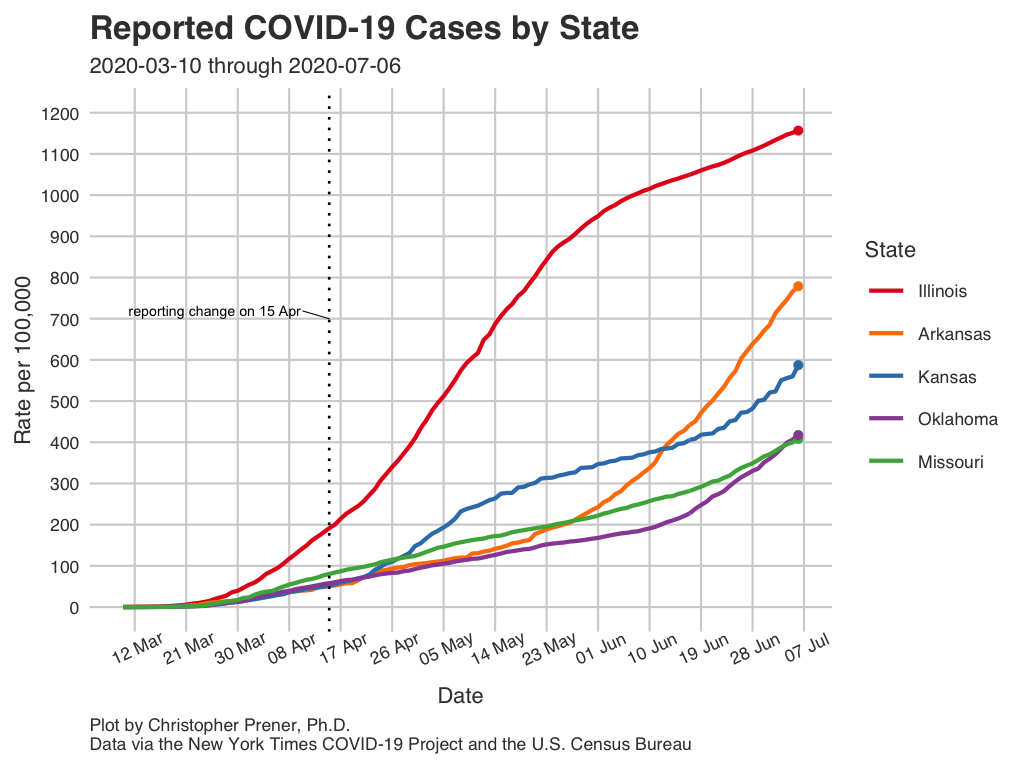 Reported COVID-19 Cases by State
2020-03-10 through 2020-07-06
Rate per 100,000
1200
1100
1000
900
800
700
600
500
400
300
200
100
0
reporting change on 15 Apr
12 Mar
21 Mar
30 Mar
08 Apr
17 Apr
26 Apr
05 May
14 May
23 May
01 Jun
10 Jun
19 Jun
28 Jun
07 Jul
Date
State
Illinois
Arkansas
Kansas
Oklahoma
Missouri
Plot by Christopher Prener, Ph.D.
Data via the New York Times COVID-19 Project and the U.S. Census Bureau